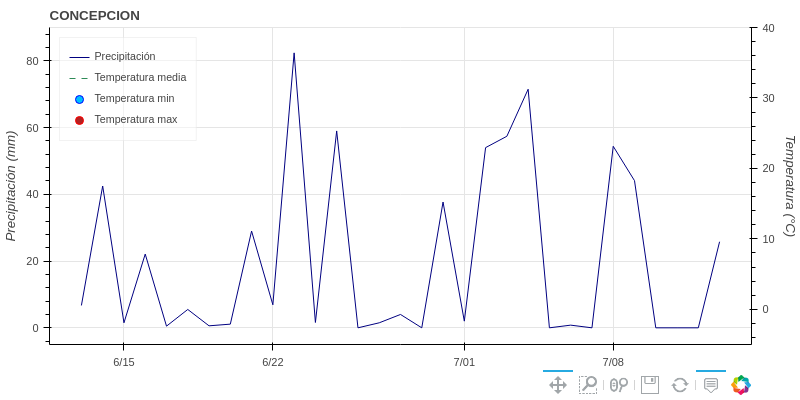 CONCEPCION
Precipitación
Temperatura media
Temperatura min
Temperatura max
Precipitación (mm)
80
60
40
20
0
Temperatura (°C)
40
30
20
10
0
6/15
6/22
7/01
7/08